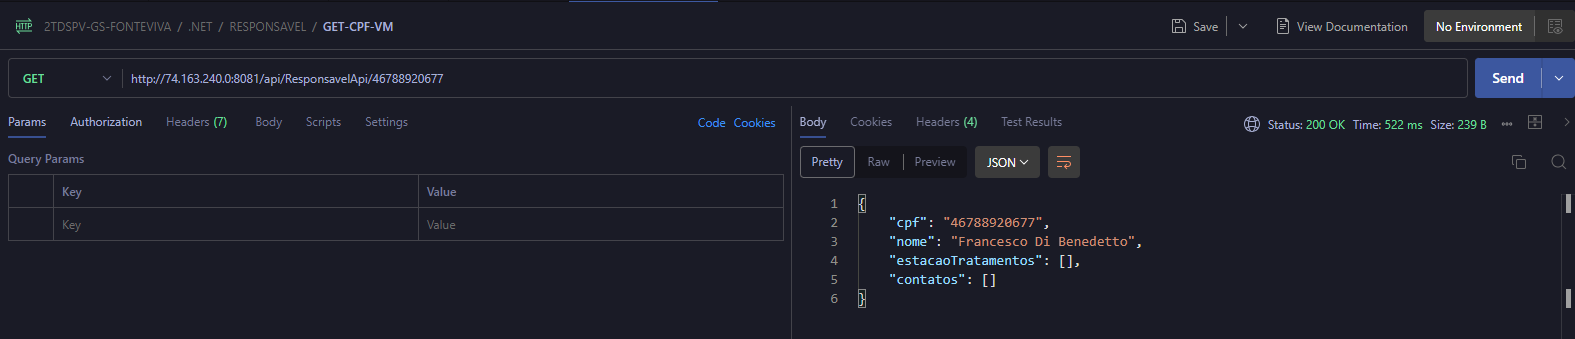 HTTP 2TDSPV-GS-FONTEVIVA / .NET / RESPONSAVEL / GET-CPF-VM
Save
View Documentation
No Environment
GET
http://74.163.240.0:8081/api/ResponsavelApi/46788920677
Send
Params Authorization Headers (7) Body Scripts Settings
Code Cookies
Query Params
Key Value
Key Value
Body Cookies Headers (4) Test Results
Status: 200 OK Time: 522 ms Size: 239 B
Pretty Raw Preview JSON
1 {
2 "cpf": "46788920677",
3 "nome": "Francesco Di Benedetto",
4 "estacaoTratamentos": [],
5 "contatos": []
6 }